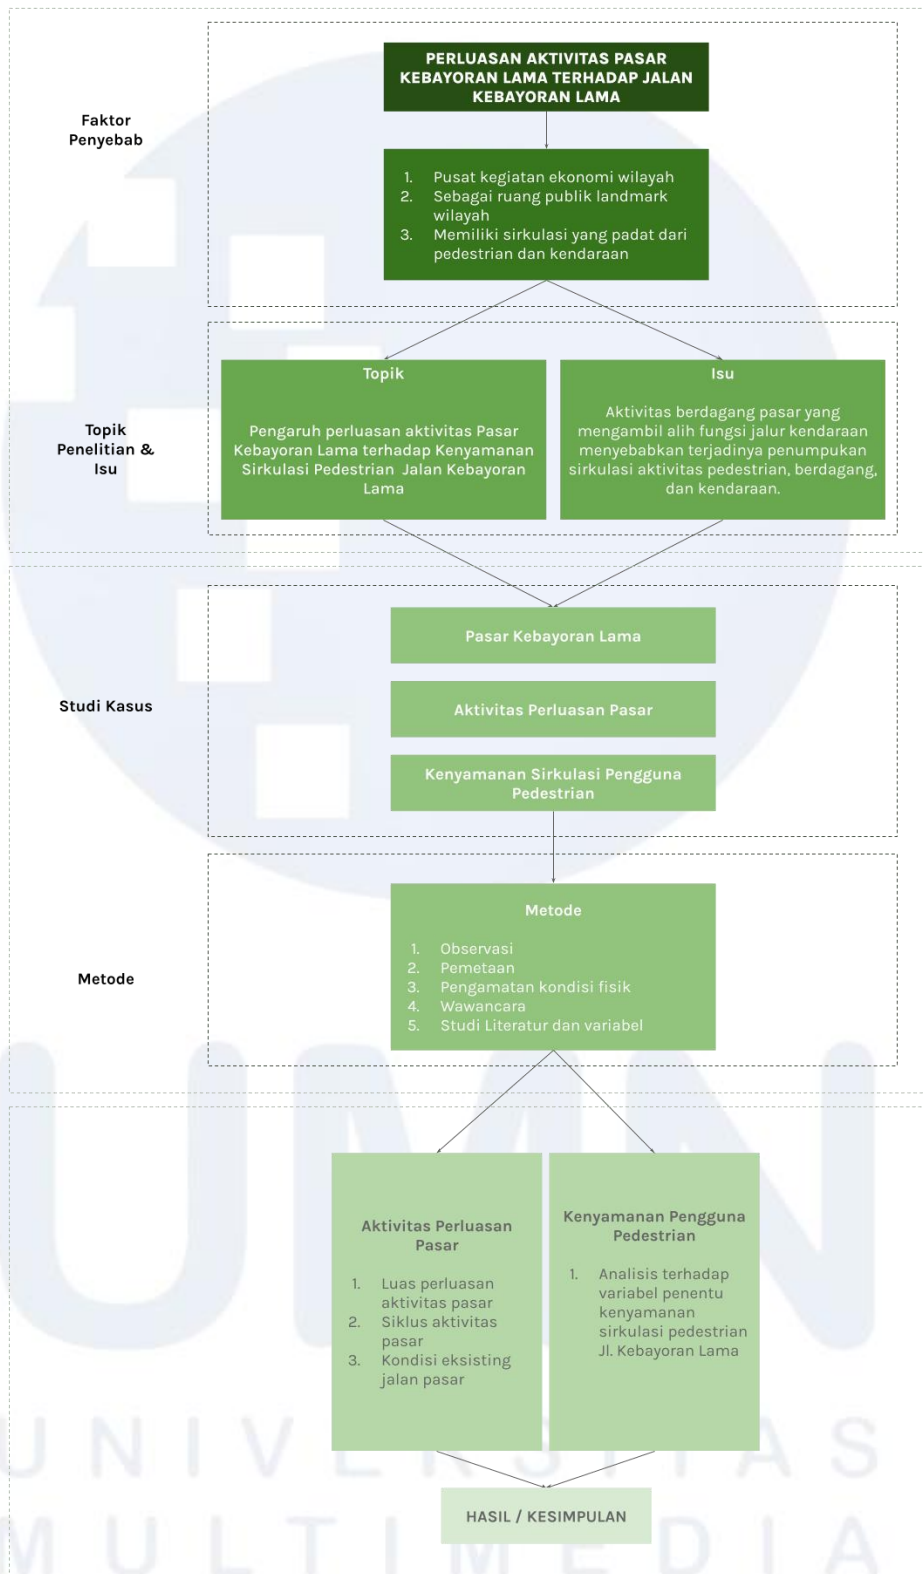 PERLUASAN AKTIVITAS PASAR
KEBAYORAN LAMA TERHADAP JALAN
KEBAYORAN LAMA
Faktor
Penyebab
1. Pusat kegiatan ekonomi wilayah
2. Sebagai ruang publik landmark
wilayah
3. Memiliki sirkulasi yang padat dari
pedestrian dan kendaraan
Topik
Penelitian &
Isu
Topik
Pengaruh perluasan aktivitas Pasar
Kebayoran Lama terhadap Kenyamanan
Sirkulasi Pedestrian Jalan Kebayoran
Lama
Isu
Aktivitas berdagang pasar yang
mengambil alih fungsi jalur kendaraan
menyebabkan terjadinya penumpukan
sirkulasi aktivitas pedestrian, berdagang,
dan kendaraan.
Studi Kasus
Pasar Kebayoran Lama
Aktivitas Perluasan Pasar
Kenyamanan Sirkulasi Pengguna
Pedestrian
Metode
Metode
1. Observasi
2. Pemetaan
3. Pengamatan kondisi fisik
4. Wawancara
5. Studi Literatur dan variabel
Aktivitas Perluasan
Pasar
1. Luas perluasan
aktivitas pasar
2. Siklus aktivitas
pasar
3. Kondisi eksisting
jalan pasar
Kenyamanan Pengguna
Pedestrian
1. Analisis terhadap
variabel penentu
kenyamanan
sirkulasi pedestrian
Jl. Kebayoran Lama
HASIL / KESIMPULAN
UMN
UNIVERSITAS
MULTIMEDIA